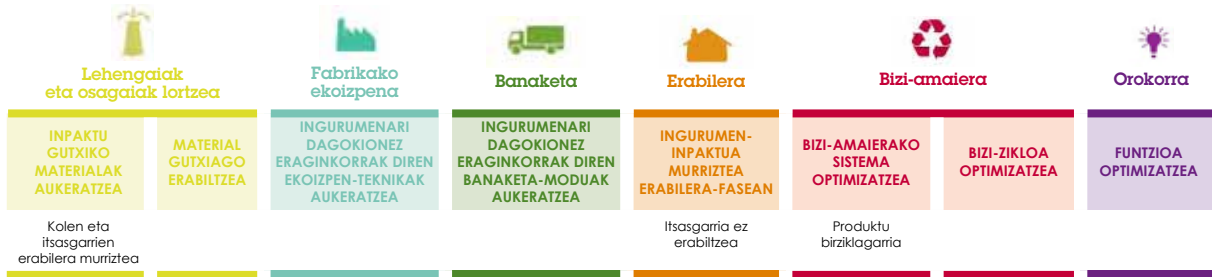 Lehengaiak
eta osagaiak lortzea
Fabrikako
ekoizpena
Banaketa
Erabilera
Bizi-amaiera
Orokorra
INPAKTU
GUTXIKO
MATERIALAK
AUKERATZEA
MATERIAL
GUTXIAGO
ERABILTZEA
INGURUMENARI
DAGOKIONEZ
ERAGINKORRAK DIREN
EKOIZPEN-TEKNIKAK
AUKERATZEA
INGURUMENARI
DAGOKIONEZ
ERAGINKORRAK DIREN
BANAKETA-MODUAK
AUKERATZEA
INGURUMEN-
INPAKTUA
MURRIZTEA
ERABILERA-FASEAN
BIZI-AMAIERAKO
SISTEMA
OPTIMIZATZEA
BIZI-ZIKLOA
OPTIMIZATZEA
FUNTZIOA
OPTIMIZATZEA
Kolen eta
itsasgarrien
erabilera murriztea
Itsasgarria ez
erabiltzea
Produktu
birziklagarria